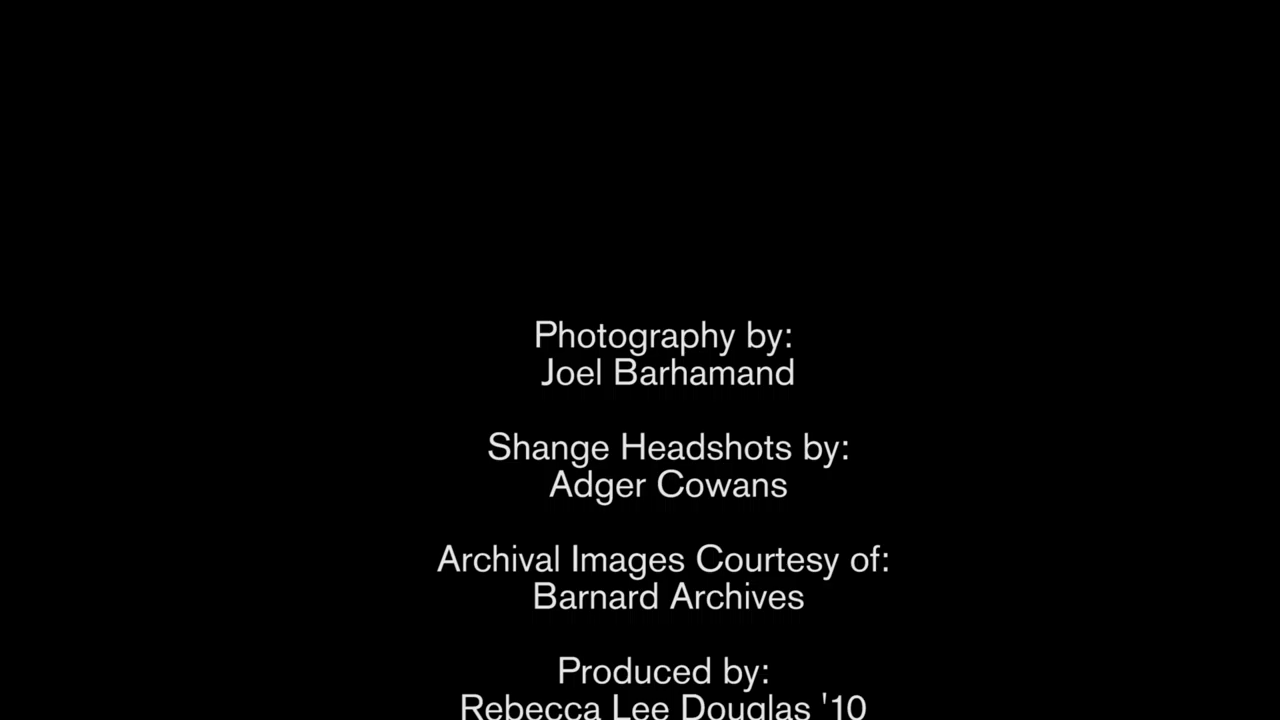 Photography by:
Joel Barhamand
Shange Headshots by:
Adger Cowans
Archival Images Courtesy of:
Barnard Archives
Produced by:
Rebecca Lee Douglas '10